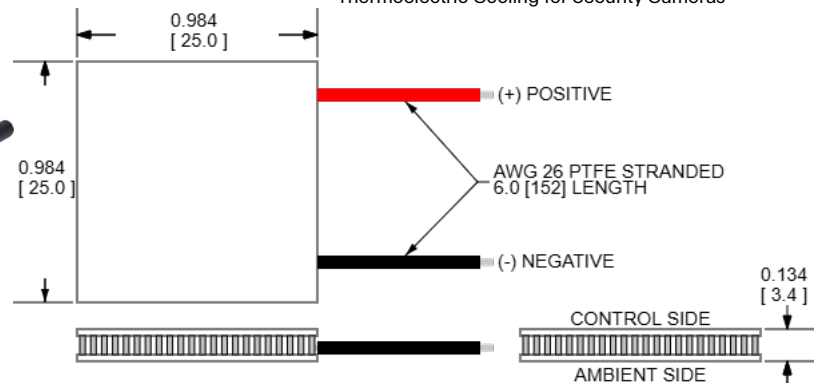 Thermoelectric Cooling for Security Cameras
0.984
[ 25.0 ]
(+) POSITIVE
0.984
[ 25.0 ]
AWG 26 PTFE STRANDED
6.0 [152] LENGTH
(-) NEGATIVE
0.134
[ 3.4 ]
CONTROL SIDE
AMBIENT SIDE